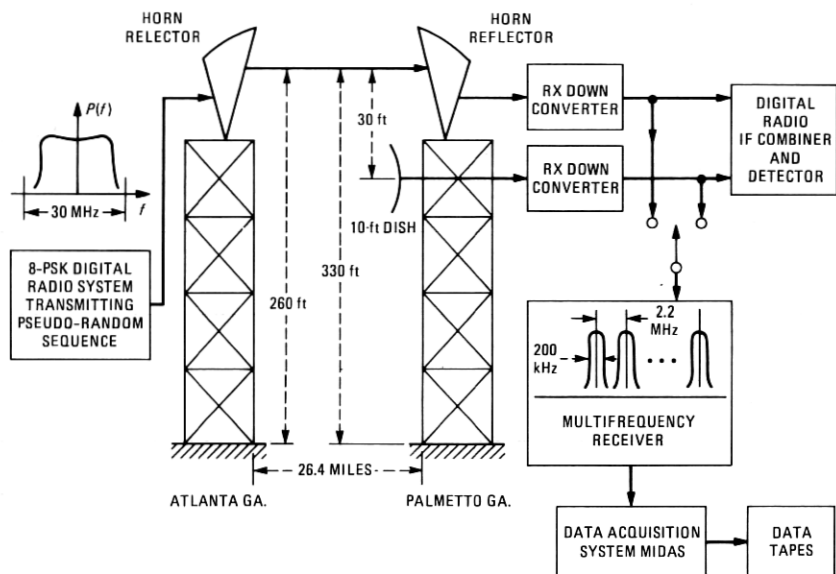 HORN
RELECTOR
HORN
REFLECTOR
P(f)
f
30 MHz
8-PSK DIGITAL
RADIO SYSTEM
TRANSMITTING
PSEUDO-RANDOM
SEQUENCE
260 ft
330 ft
30 ft
10-ft DISH
26.4 MILES
ATLANTA GA.
PALMETTO GA.
RX DOWN
CONVERTER
RX DOWN
CONVERTER
DIGITAL
RADIO
IF COMBINER
AND
DETECTOR
2.2
MHz
200
kHz
• • •
MULTIFREQUENCY
RECEIVER
DATA ACQUISITION
SYSTEM MIDAS
DATA
TAPES